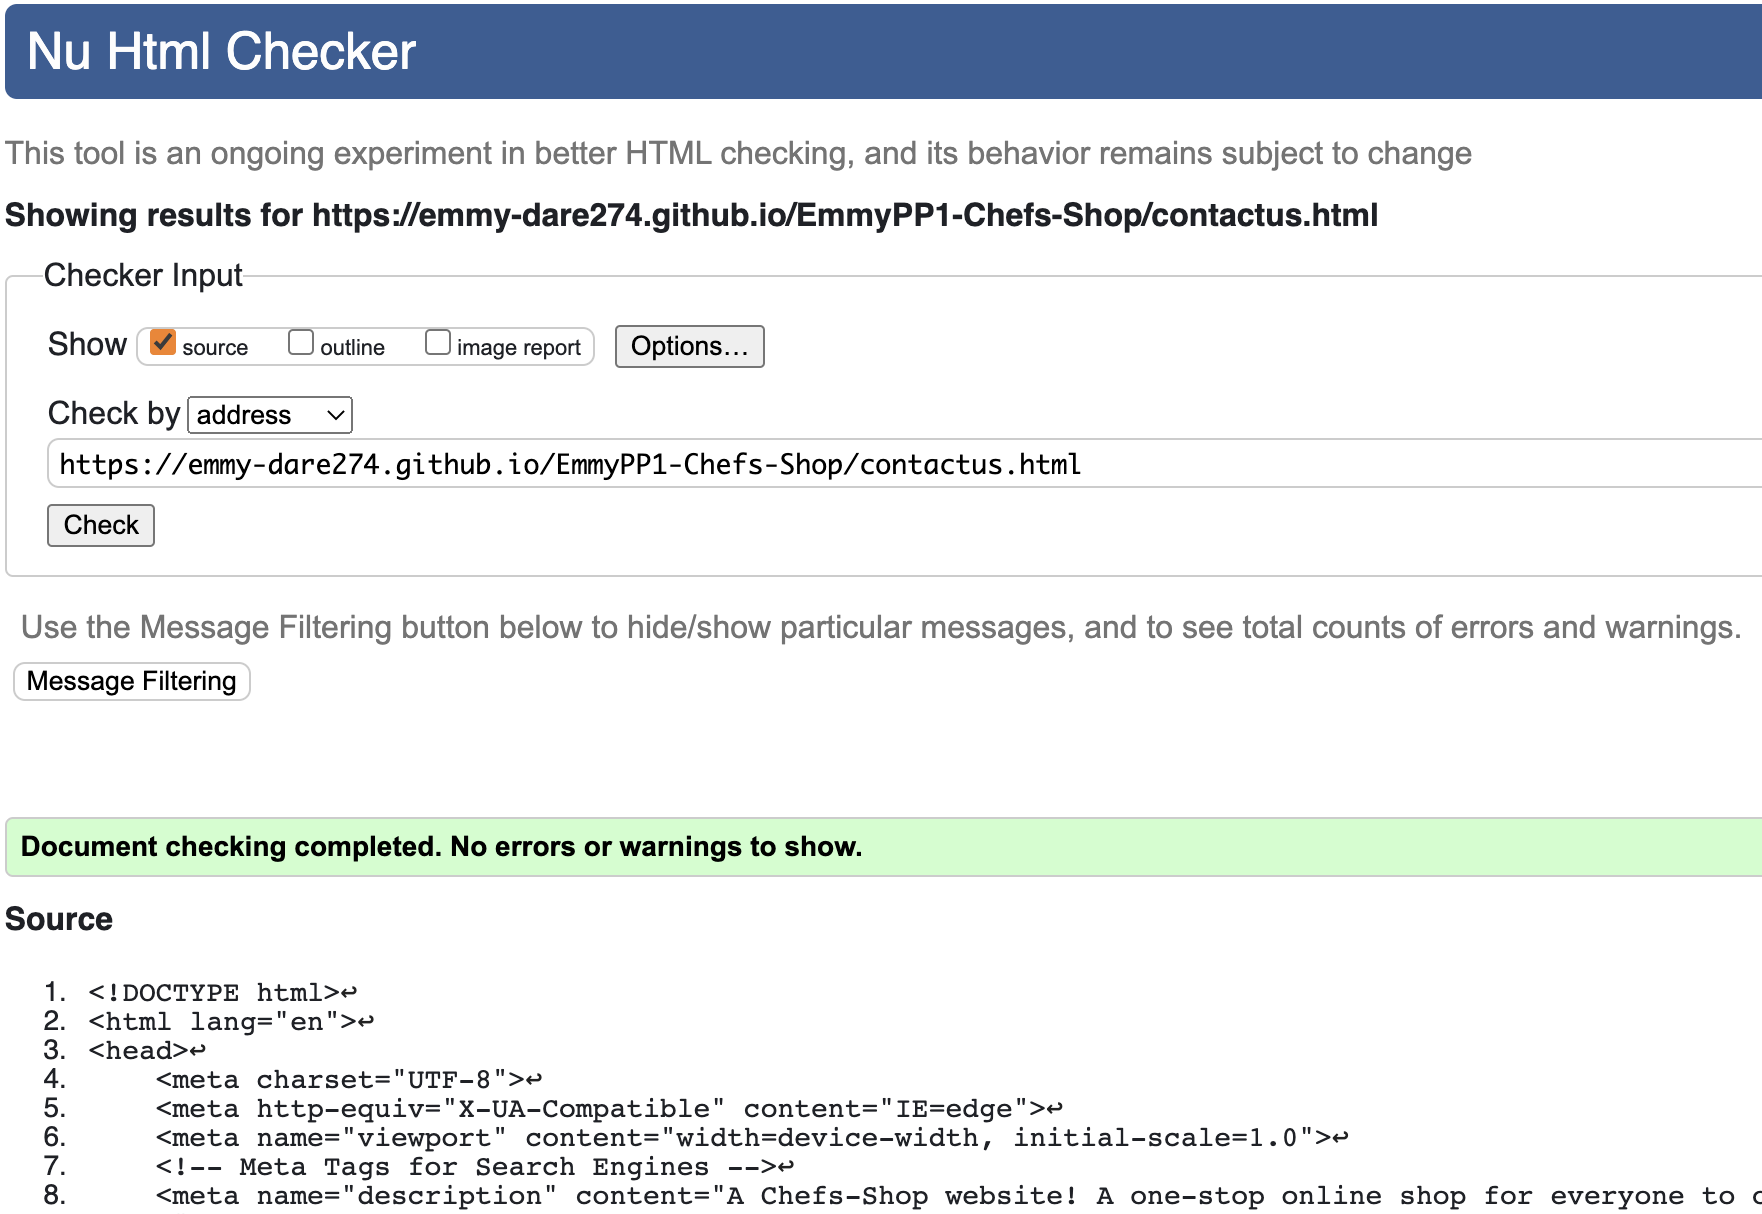 Nu Html Checker
This tool is an ongoing experiment in better HTML checking, and its behavior remains subject to change
Showing results for https://emmy-dare274.github.io/EmmyPP1-Chefs-Shop/contactus.html
Checker Input
Show source outline image report Options…
Check by address
https://emmy-dare274.github.io/EmmyPP1-Chefs-Shop/contactus.html
Check
Use the Message Filtering button below to hide/show particular messages, and to see total counts of errors and warnings.
Message Filtering
Document checking completed. No errors or warnings to show.
Source
1. <!DOCTYPE html>↩
2. <html lang="en">↩
3. <head>↩
4. <meta charset="UTF-8">↩
5. <meta http-equiv="X-UA-Compatible" content="IE=edge">↩
6. <meta name="viewport" content="width=device-width, initial-scale=1.0">↩
7. <!-- Meta Tags for Search Engines -->↩
8. <meta name="description" content="A Chefs-Shop website! A one-stop online shop for everyone to